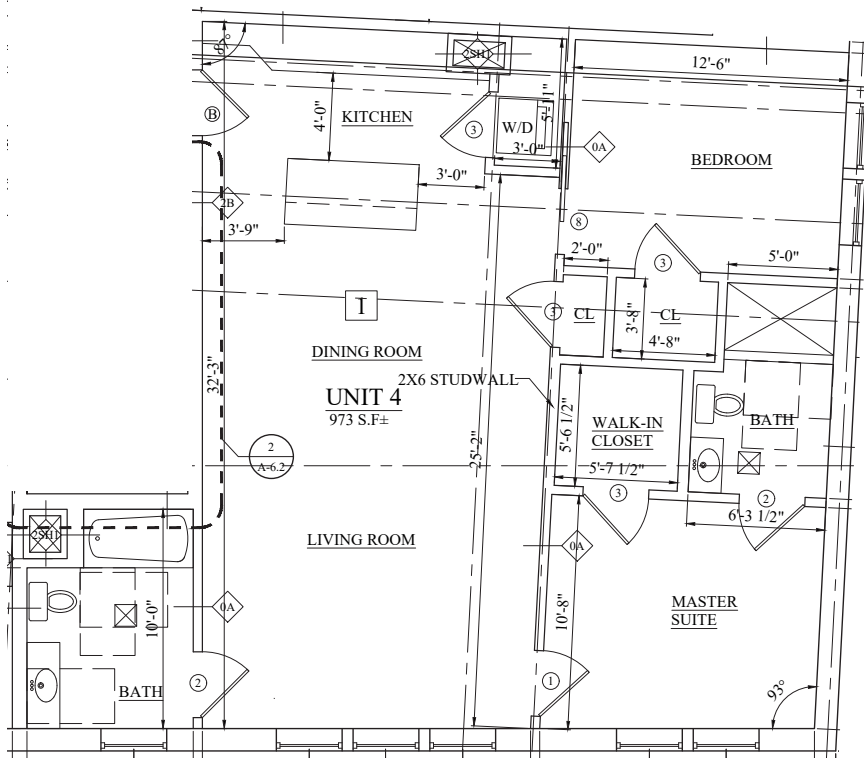 87°
2SH1
12'-6"
B
4'-0"
KITCHEN
3
W/D
5'-11"
3'-0"
0A
BEDROOM
3'-0"
2B
3'-9"
8
2'-0"
3
5'-0"
1
3
CL
3'-8"
CL
4'-8"
DINING ROOM
32'-3"
2X6 STUDWALL
UNIT 4
973 S.F±
5'-6 1/2"
WALK-IN
CLOSET
BATH
2
A-6.2
25'-2"
5'-7 1/2"
3
2
6'-3 1/2"
2SH1
LIVING ROOM
0A
10'-0"
0A
10'-8"
MASTER
SUITE
BATH
2
1
93°